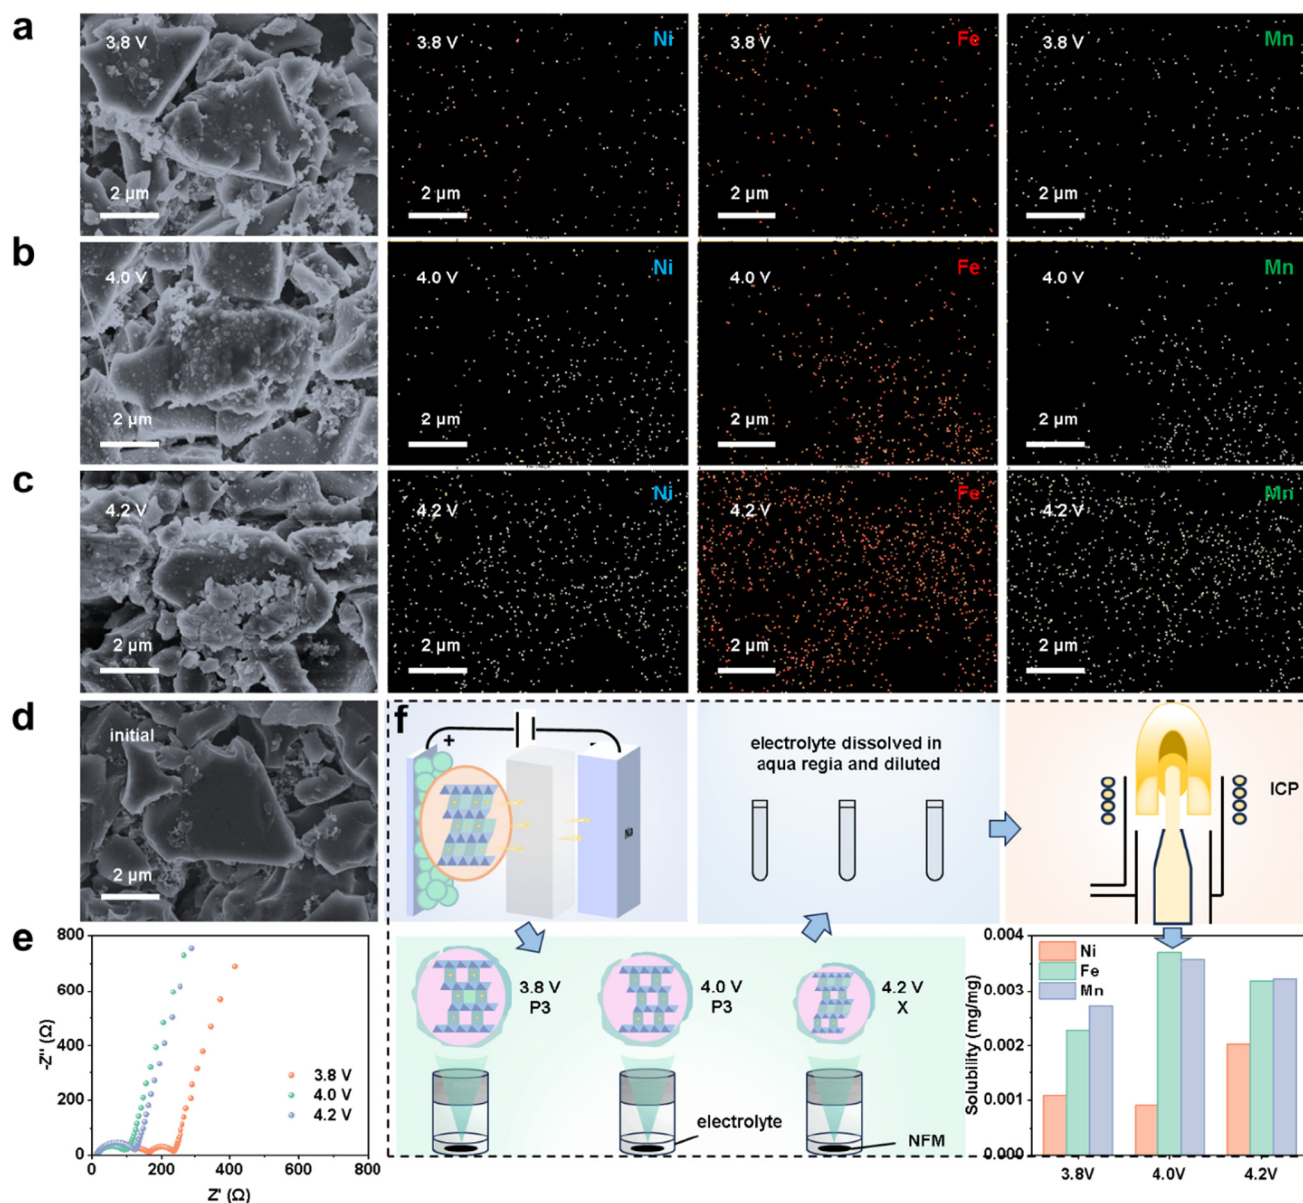 a
3.8 V
3.8 V
Ni
3.8 V
Fe
3.8 V
Mn
2 μm
2 μm
2 μm
2 μm
b
4.0 V
4.0 V
Ni
4.0 V
Fe
4.0 V
Mn
2 μm
2 μm
2 μm
2 μm
c
4.2 V
4.2 V
Ni
4.2 V
Fe
4.2 V
Mn
2 μm
2 μm
2 μm
2 μm
d
initial
2 μm
f
+
-
Na
electrolyte dissolved in
aqua regia and diluted
ICP
3.8 V
P3
4.0 V
P3
4.2 V
X
electrolyte
NFM
e
-Z'' (Ω)
800
600
400
200
0
0
200
400
600
800
Z' (Ω)
3.8 V
4.0 V
4.2 V
Solubility (mg/mg)
0.004
0.003
0.002
0.001
0.000
Ni
Fe
Mn
3.8V
4.0V
4.2V